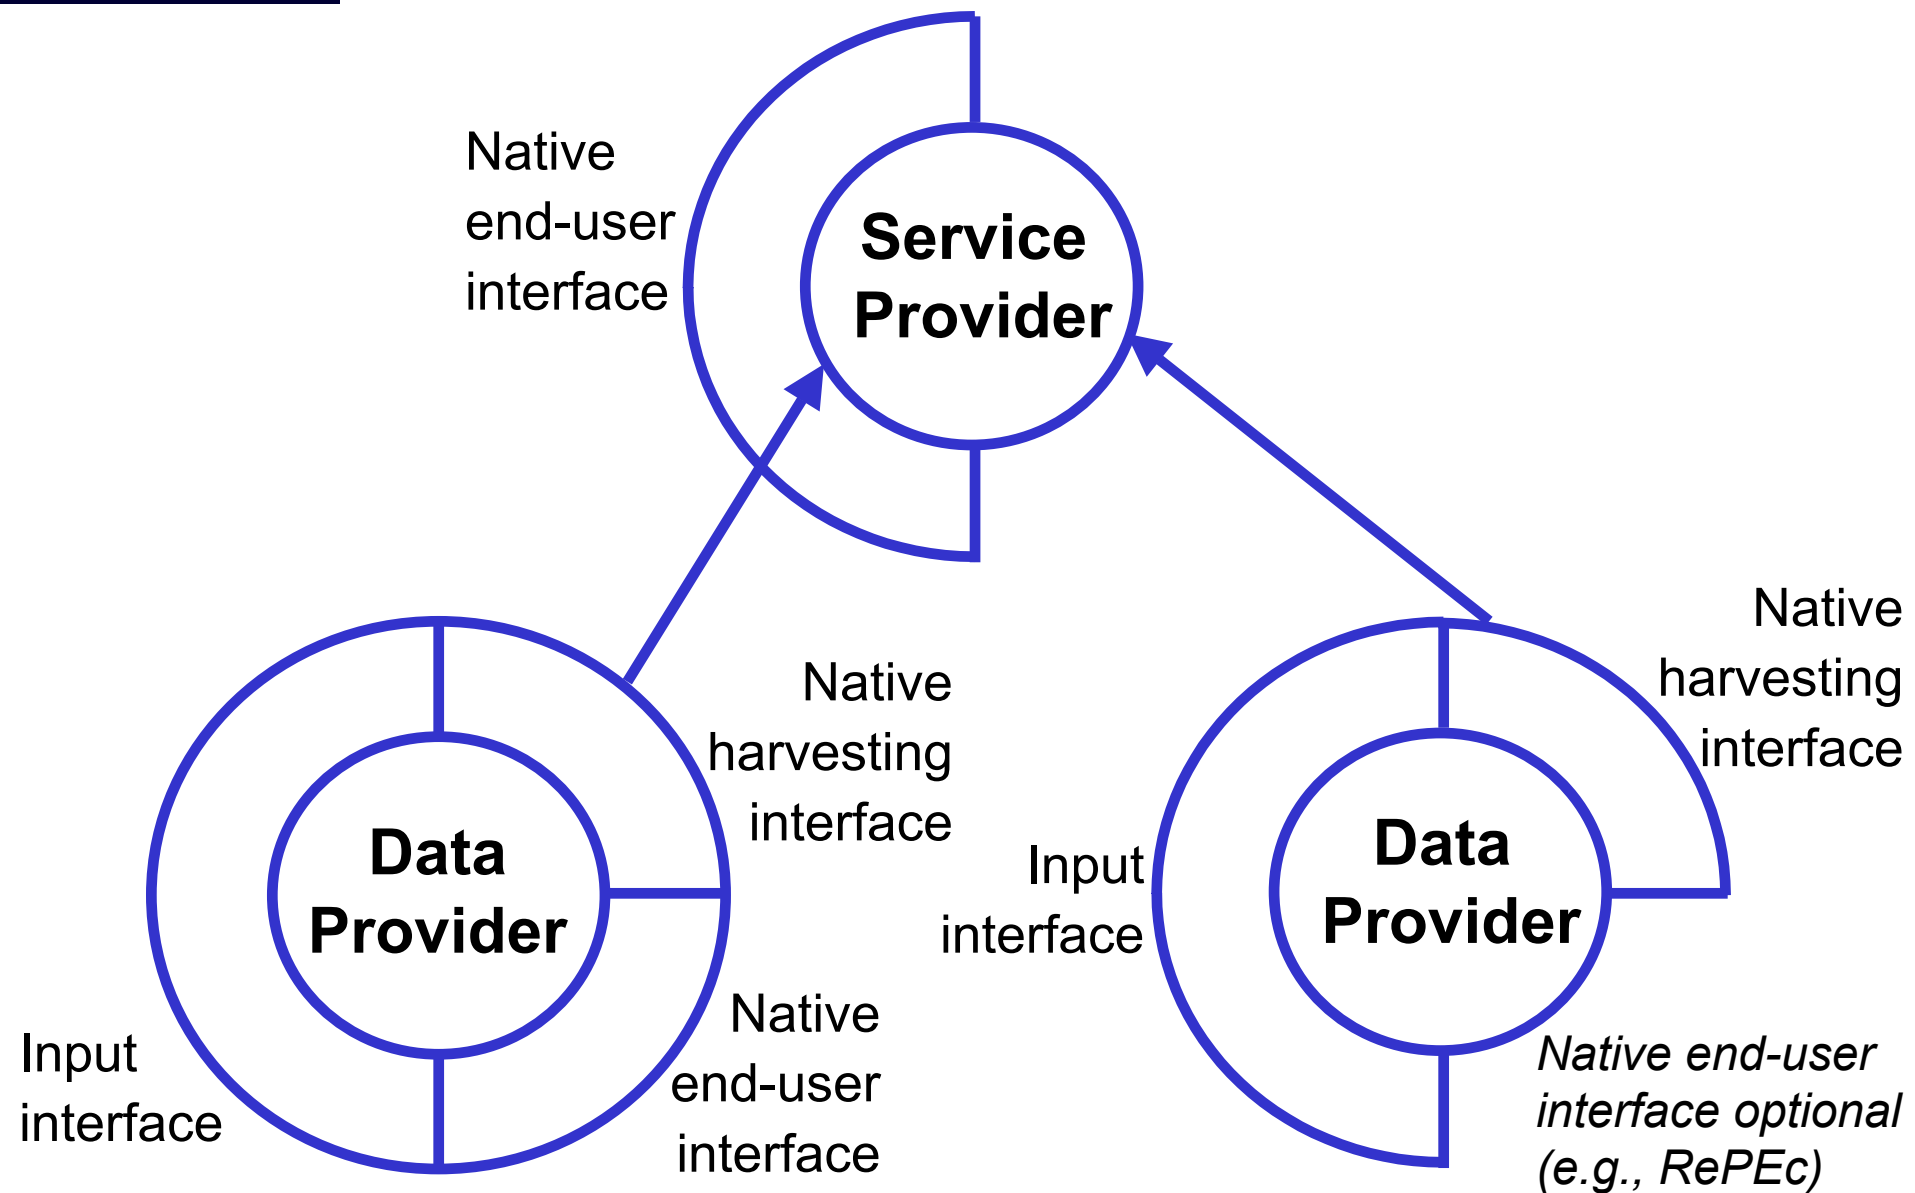 Native
end-user
interface
Service
Provider
Native
harvesting
interface
Data
Provider
Input
interface
Native
end-user
interface
Native
harvesting
interface
Input
interface
Data
Provider
Native end-user
interface optional
(e.g., RePEc)